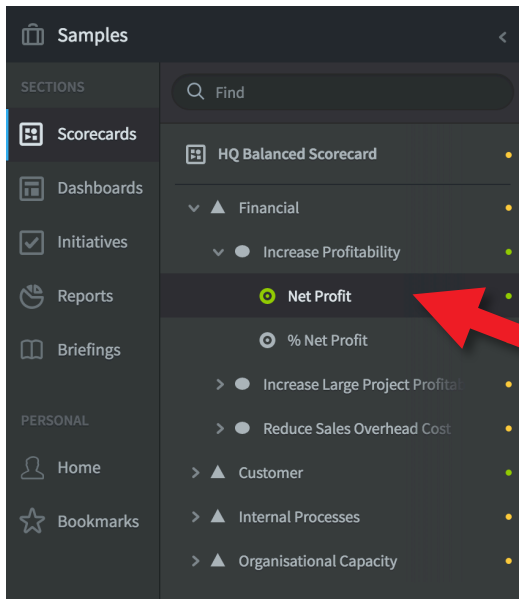 Samples
SECTIONS
Scorecards
Dashboards
Initiatives
Reports
Briefings
PERSONAL
Home
Bookmarks
Find
HQ Balanced Scorecard
Financial
Increase Profitability
Net Profit
% Net Profit
Increase Large Project Profita
Reduce Sales Overhead Cost
Customer
Internal Processes
Organisational Capacity